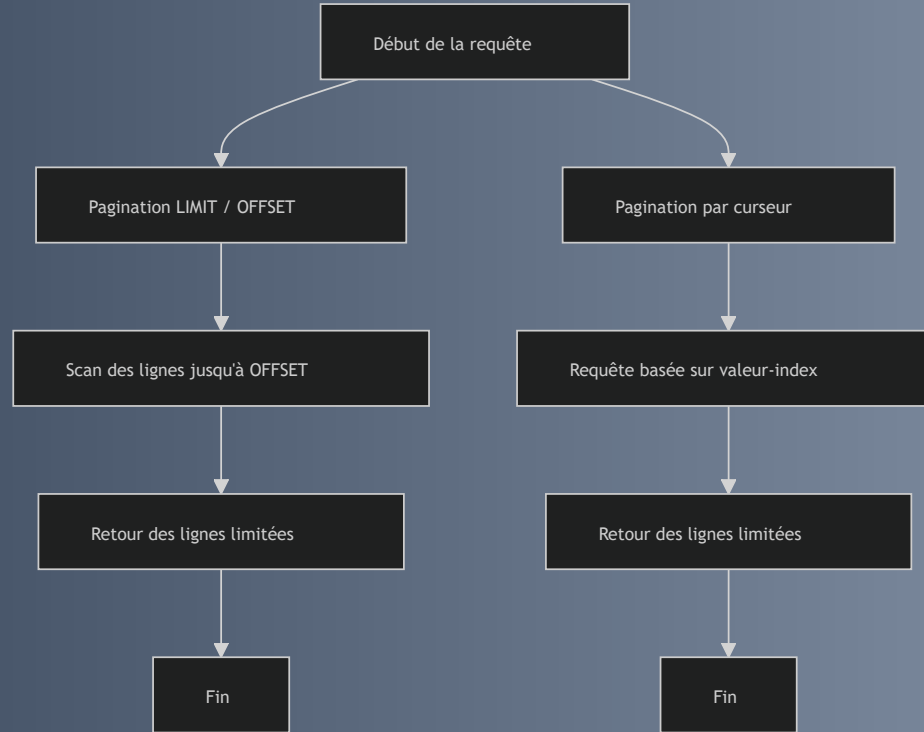 Début de la requête
Pagination LIMIT / OFFSET
Pagination par curseur
Scan des lignes jusqu'à OFFSET
Requête basée sur valeur-index
Retour des lignes limitées
Retour des lignes limitées
Fin
Fin